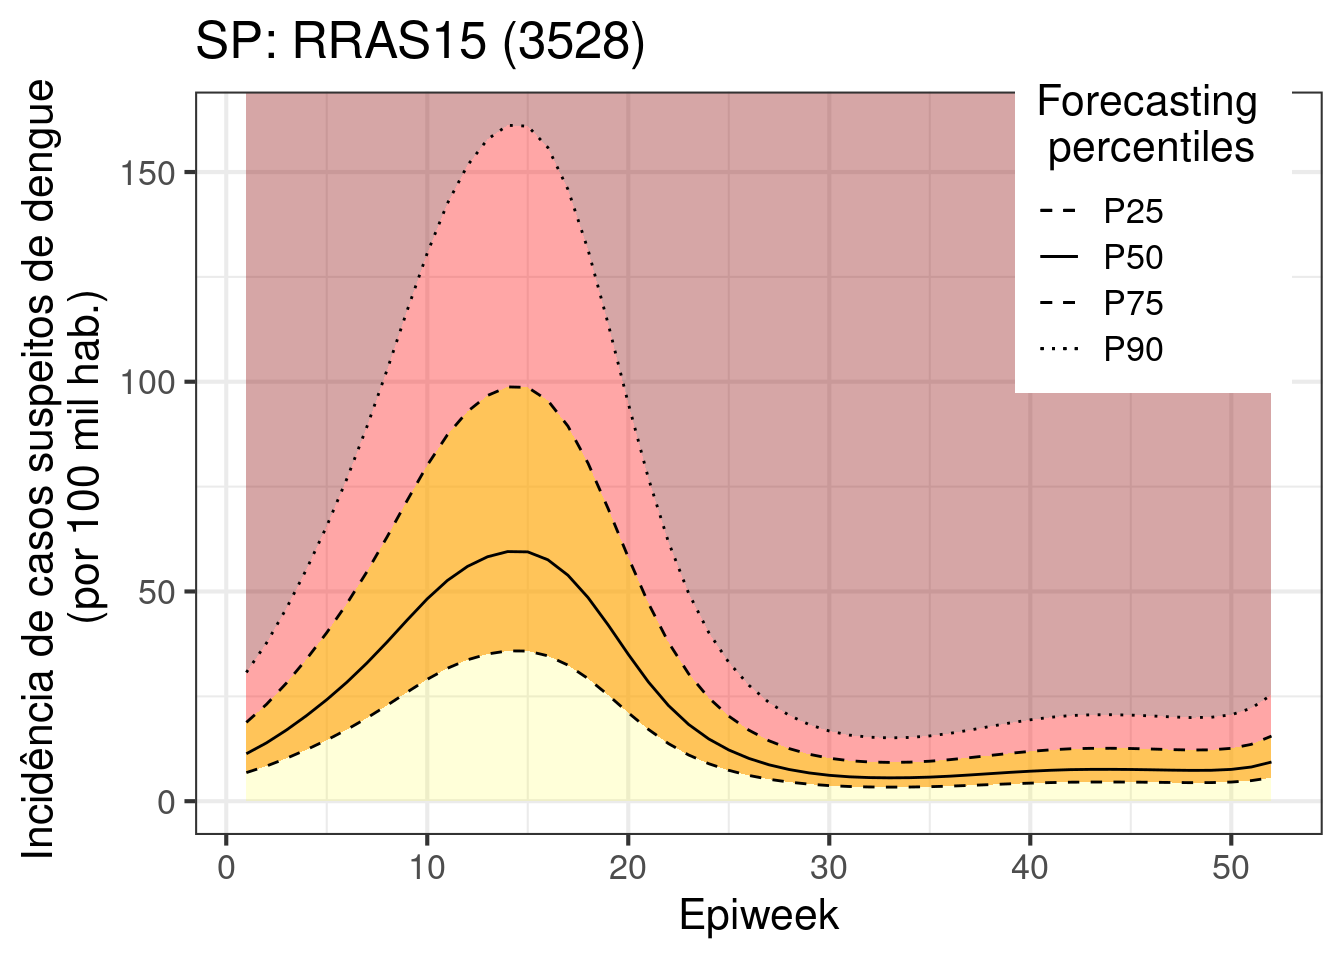 SP: RRAS15 (3528)
Incidência de casos suspeitos de dengue
(por 100 mil hab.)
150
100
50
0
0 10 20 30 40 50
Epiweek
Forecasting
percentiles
P25
P50
P75
P90